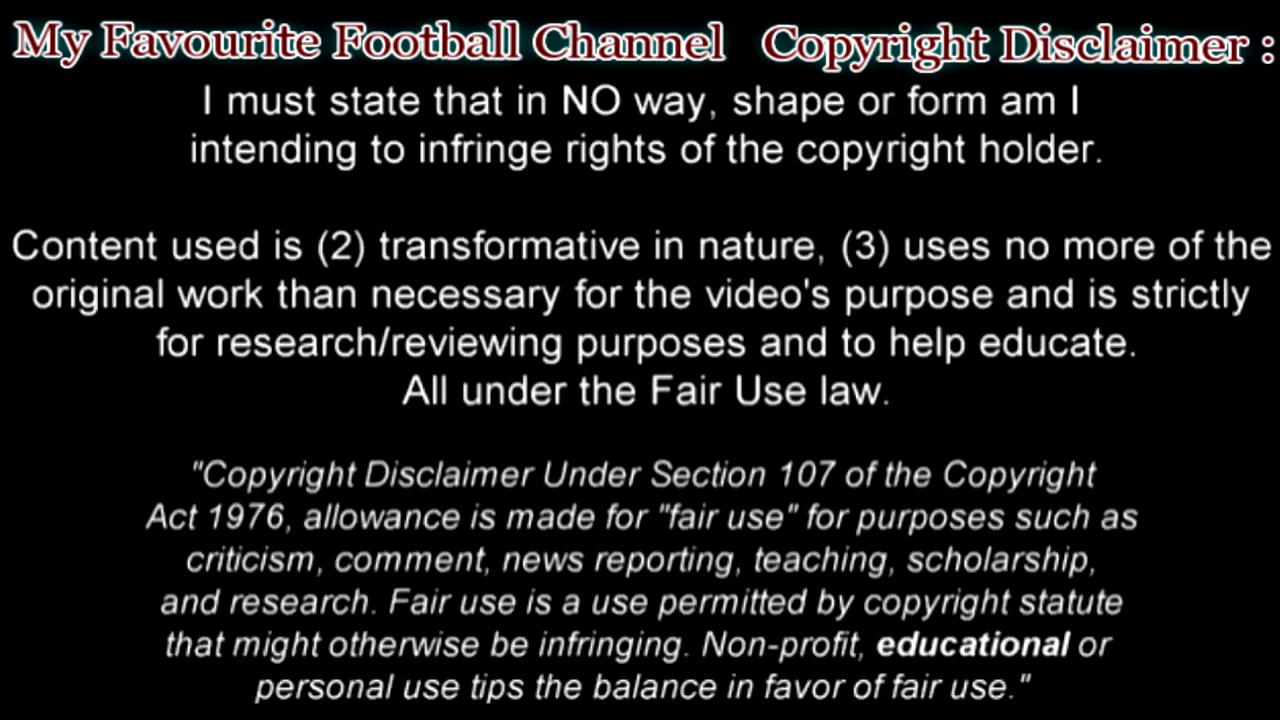 My Favourite Football Channel Copyright Disclaimer :
I must state that in NO way, shape or form am I
intending to infringe rights of the copyright holder.
Content used is (2) transformative in nature, (3) uses no more of the
original work than necessary for the video's purpose and is strictly
for research/reviewing purposes and to help educate.
All under the Fair Use law.
"Copyright Disclaimer Under Section 107 of the Copyright
Act 1976, allowance is made for "fair use" for purposes such as
criticism, comment, news reporting, teaching, scholarship,
and research. Fair use is a use permitted by copyright statute
that might otherwise be infringing. Non-profit, educational or
personal use tips the balance in favor of fair use."